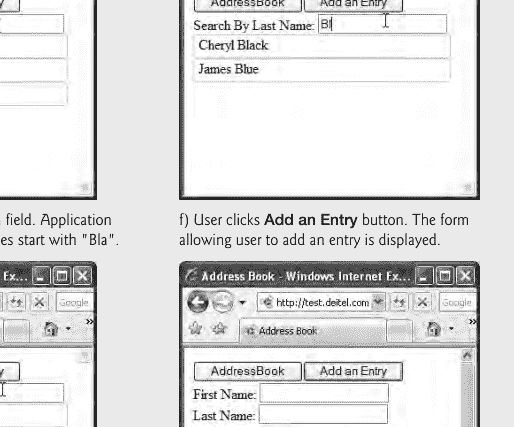 AddressBook Add an Entry
Search By Last Name: Bl
Cheryl Black
James Blue
field. Application
es start with "Bla".
f) User clicks Add an Entry button. The form
allowing user to add an entry is displayed.
Ex...
Google
Address Book - Windows Internet Ex...
http://test.deitel.com
Google
Address Book
AddressBook Add an Entry
First Name:
Last Name: